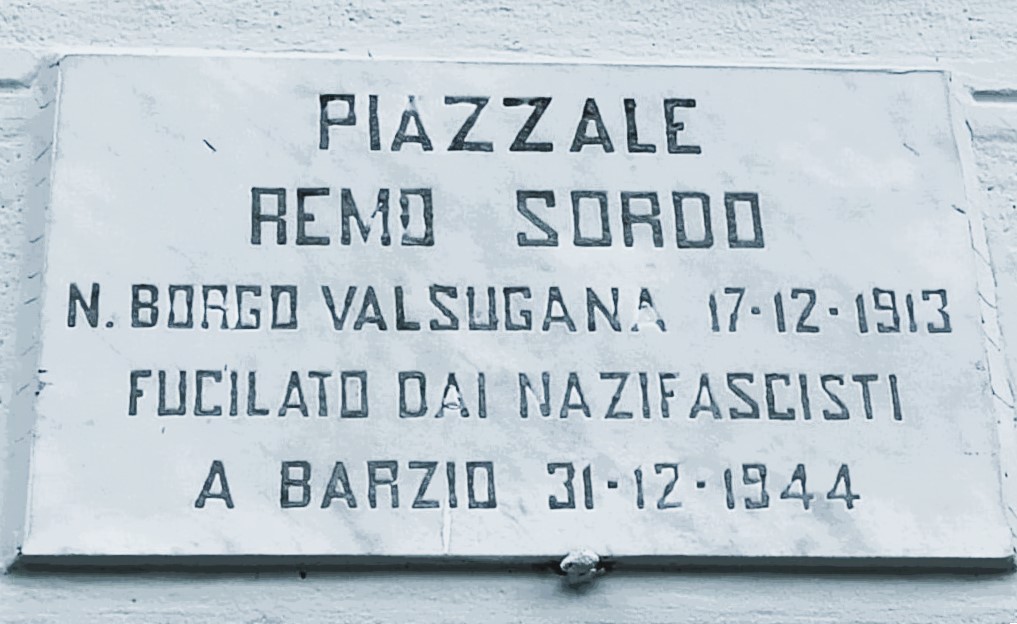 PIAZZALE
REMO SORDO
N. BORGO VALSUGANA 17-12-1913
FUCILATO DAI NAZIFASCISTI
A BARZIO 31-12-1944